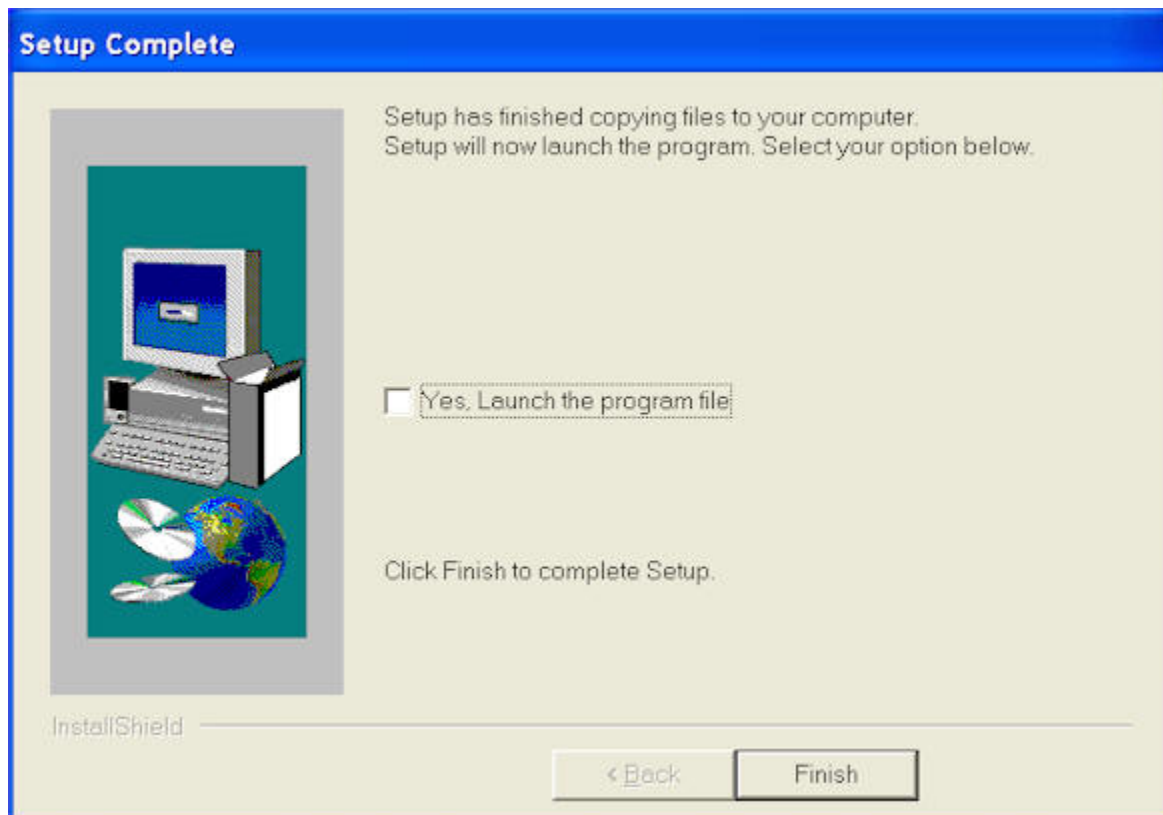 Setup Complete
Setup has finished copying files to your computer.
Setup will now launch the program. Select your option below.
Yes, Launch the program file
Click Finish to complete Setup.
InstallShield
< Back
Finish